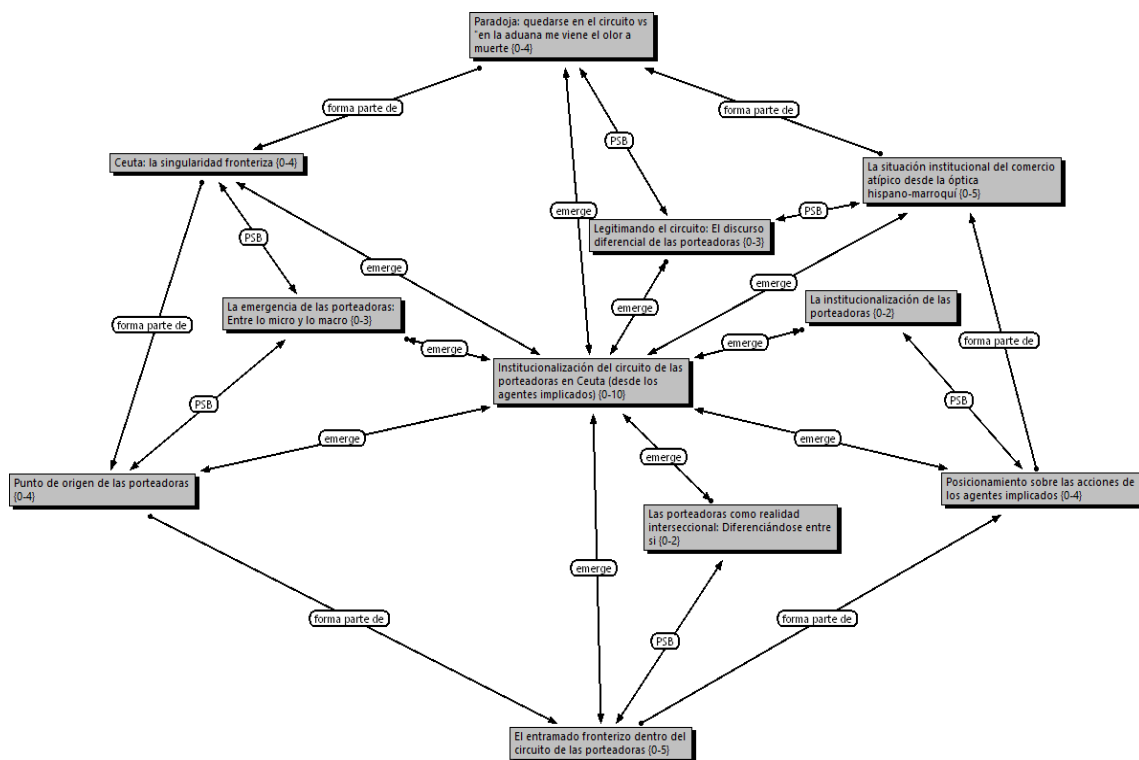 Paradoja: quedarse en el circuito vs
"en la aduana me viene el olor a
muerte {0-4}
forma parte de
forma parte de
PSB
Ceuta: la singularidad fronteriza {0-4}
La situación institucional del comercio
atípico desde la óptica
hispano-marroquí {0-5}
emerge
PSB
Legitimando el circuito: El discurso
diferencial de las porteadoras {0-3}
PSB
emerge
emerge
La emergencia de las porteadoras:
Entre lo micro y lo macro {0-3}
La institucionalización de las
porteadoras {0-2}
emerge
forma parte de
forma parte de
emerge
emerge
Institucionalización del circuito de las
porteadoras en Ceuta (desde los
agentes implicados) {0-10}
PSB
PSB
emerge
emerge
emerge
Punto de origen de las porteadoras
{0-4}
Posicionamiento sobre las acciones de
los agentes implicados {0-4}
Las porteadoras como realidad
interseccional: Diferenciándose entre
si {0-2}
emerge
forma parte de
forma parte de
PSB
El entramado fronterizo dentro del
circuito de las porteadoras {0-5}